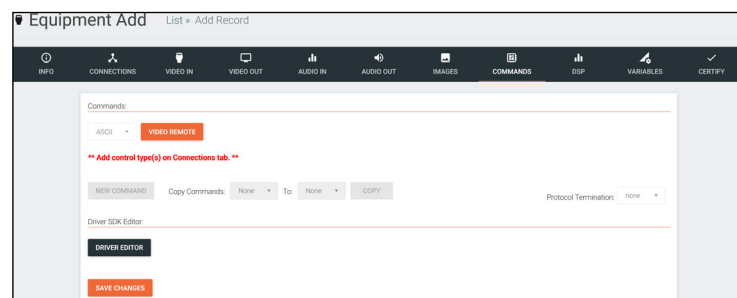 Equipment Add List » Add Record
INFO CONNECTIONS VIDEO IN VIDEO OUT AUDIO IN AUDIO OUT IMAGES COMMANDS DSP VARIABLES CERTIFY
Commands:
ASCII VIDEO REMOTE
** Add control type(s) on Connections tab. **
NEW COMMAND Copy Commands: None To: None COPY Protocol Termination: none
Driver SDK Editor:
DRIVER EDITOR
SAVE CHANGES